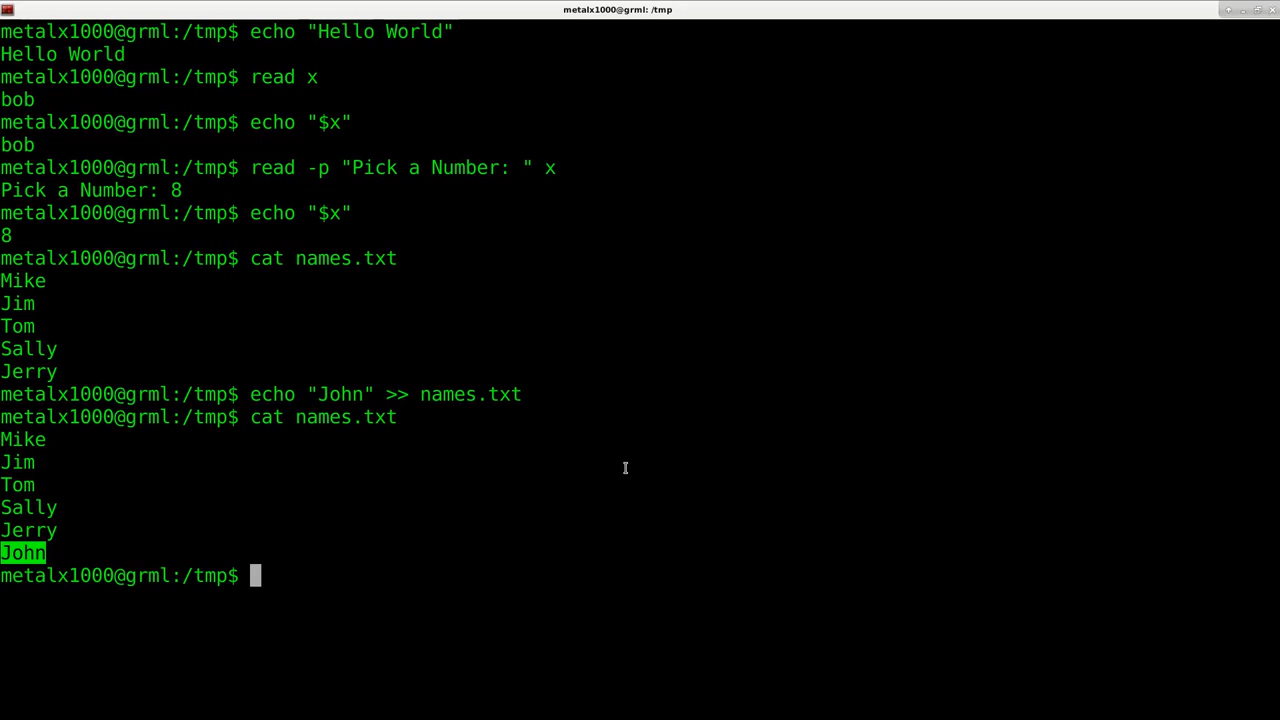 metalx1000@grml: /tmp
metalx1000@grml:/tmp$ echo "Hello World"
Hello World
metalx1000@grml:/tmp$ read x
bob
metalx1000@grml:/tmp$ echo "$x"
bob
metalx1000@grml:/tmp$ read -p "Pick a Number: " x
Pick a Number: 8
metalx1000@grml:/tmp$ echo "$x"
8
metalx1000@grml:/tmp$ cat names.txt
Mike
Jim
Tom
Sally
Jerry
metalx1000@grml:/tmp$ echo "John" >> names.txt
metalx1000@grml:/tmp$ cat names.txt
Mike
Jim
Tom
Sally
Jerry
John
metalx1000@grml:/tmp$